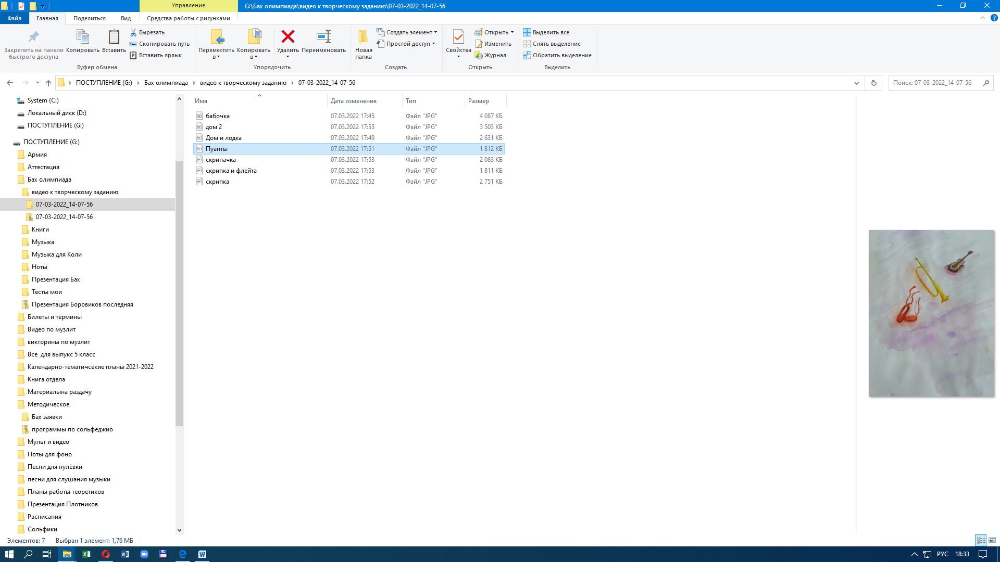 Управление
G:\Бах олимпиада\видео к творческому заданию\07-03-2022_14-07-56
Файл
Главная
Поделиться
Вид
Средства работы с рисунками
Закрепить на панели
быстрого доступа
Копировать
Вставить
Вырезать
Скопировать путь
Вставить ярлык
Буфер обмена
Переместить
в
Копировать
в
Удалить
Переименовать
Упорядочить
Новая
папка
Создать элемент
Простой доступ
Создать
Свойства
Открыть
Изменить
Журнал
Открыть
Выделить все
Снять выделение
Обратить выделение
Выделить
ПОСТУПЛЕНИЕ (G:) › Бах олимпиада › видео к творческому заданию › 07-03-2022_14-07-56
Поиск: 07-03-2022_14-07-56
System (C:)
Локальный диск (D:)
ПОСТУПЛЕНИЕ (G:)
ПОСТУПЛЕНИЕ (G:)
Армия
Аттестация
Бах олимпиада
видео к творческому заданию
07-03-2022_14-07-56
07-03-2022_14-07-56
Книги
Музыка
Музыка для Коли
Ноты
Презентация Бах
Тесты мои
Презентация Боровиков последняя
Билеты и термины
Видео по музлит
викторины по музлит
Все для выпукс 5 класс
Календарно-тематичсекие планы 2021-2022
Книга отдела
Материальна раздачу
Методическое
Бах заявки
программы по сольфеджио
Мульт и видео
Ноты для фоно
Песни для нулёвки
песни для слушания музыки
Планы работы теоретиков
Презентация Плотников
Расписания
Сольфики
Имя Дата изменения Тип Размер
бабочка 07.03.2022 17:45 Файл "JPG" 4 087 КБ
дом 2 07.03.2022 17:55 Файл "JPG" 3 503 КБ
Дом и лодка 07.03.2022 17:49 Файл "JPG" 2 631 КБ
Пуанты 07.03.2022 17:51 Файл "JPG" 1 812 КБ
скрипачка 07.03.2022 17:53 Файл "JPG" 2 083 КБ
скрипка и флейта 07.03.2022 17:53 Файл "JPG" 1 811 КБ
скрипка 07.03.2022 17:52 Файл "JPG" 2 751 КБ
Элементов: 7 Выбран 1 элемент: 1,76 МБ
РУС 18:33